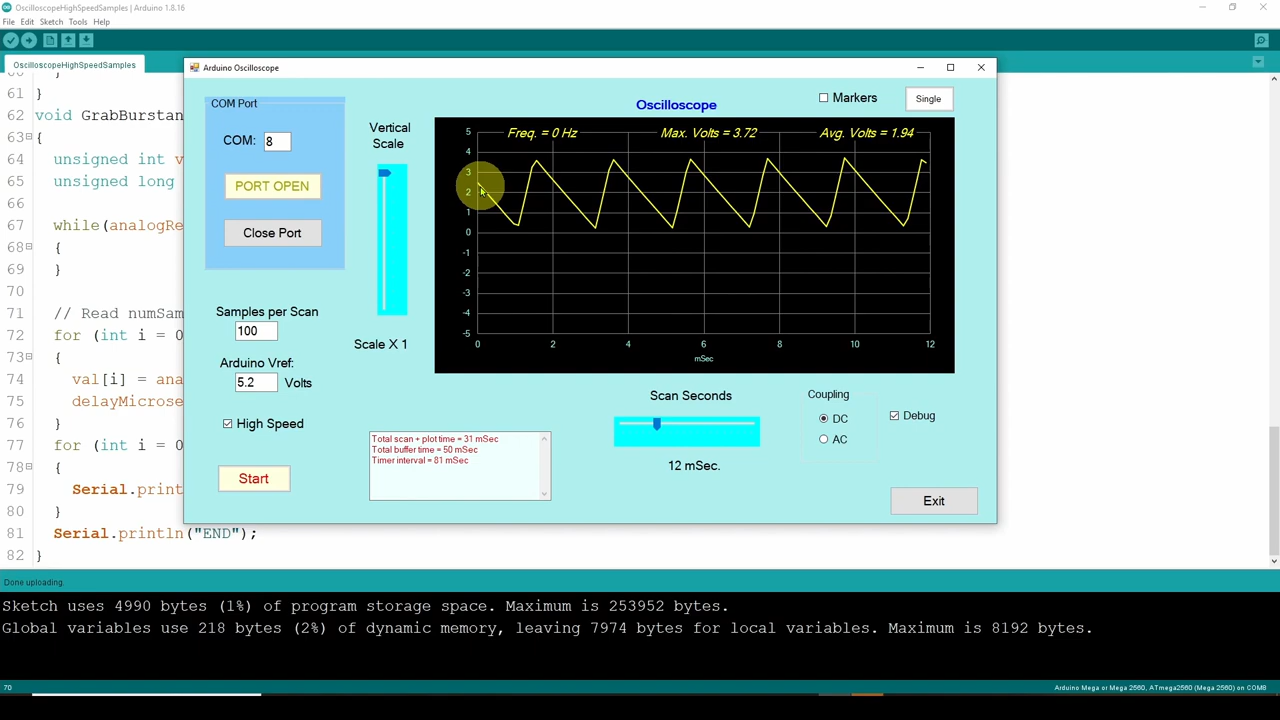 OscilloscopeHighSpeedSamples | Arduino 1.8.16
File Edit Sketch Tools Help
OscilloscopeHighSpeedSamples
61 }
62 void GrabBurstan
63 {
64 unsigned int v
65 unsigned long
66
67 while(analogRe
68 {
69 }
70
71 // Read numSam
72 for (int i = 0
73 {
74 val[i] = ana
75 delayMicrose
76 }
77 for (int i = 0
78 {
79 Serial.print
80 }
81 Serial.println("END");
82 }
Arduino Oscilloscope
COM Port
COM: 8
PORT OPEN
Close Port
Vertical
Scale
Scale X 1
Samples per Scan
100
Arduino Vref:
5.2 Volts
High Speed
Start
Oscilloscope
Markers
Single
Freq. = 0 Hz Max. Volts = 3.72 Avg. Volts = 1.94
5
4
3
2
1
0
-1
-2
-3
-4
-5
0 2 4 6 8 10 12
mSec
Total scan + plot time = 31 mSec
Total buffer time = 50 mSec
Timer interval = 81 mSec
Scan Seconds
12 mSec.
Coupling
DC
AC
Debug
Exit
Done uploading.
Sketch uses 4990 bytes (1%) of program storage space. Maximum is 253952 bytes.
Global variables use 218 bytes (2%) of dynamic memory, leaving 7974 bytes for local variables. Maximum is 8192 bytes.
70
Arduino Mega or Mega 2560, ATmega2560 (Mega 2560) on COM8